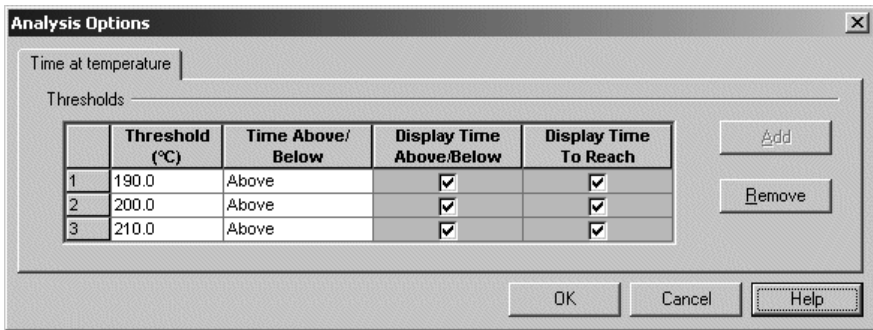 Analysis Options
Time at temperature
Thresholds
Threshold (°C) Time Above/ Below Display Time Above/Below Display Time To Reach
1 190.0 Above
2 200.0 Above
3 210.0 Above
Add
Remove
OK Cancel Help